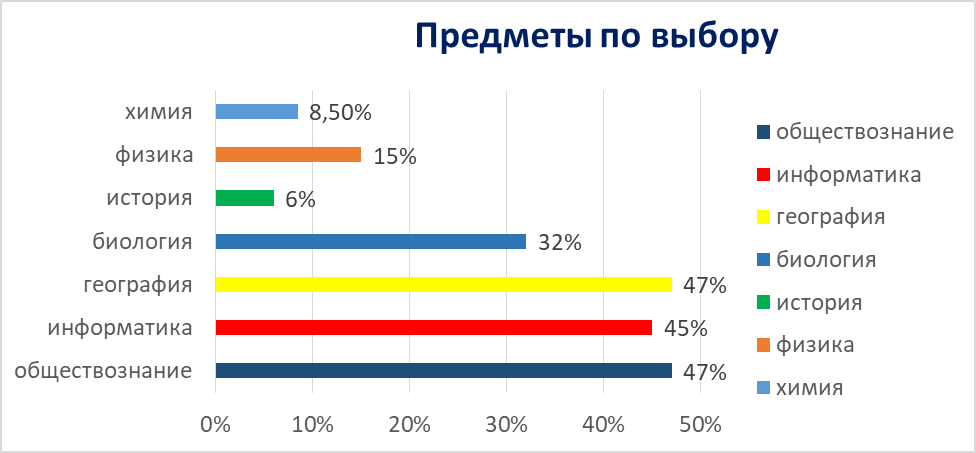 Предметы по выбору
химия 8,50%
физика 15%
история 6%
биология 32%
география 47%
информатика 45%
обществознание 47%
0% 10% 20% 30% 40% 50%
обществознание
информатика
география
биология
история
физика
химия